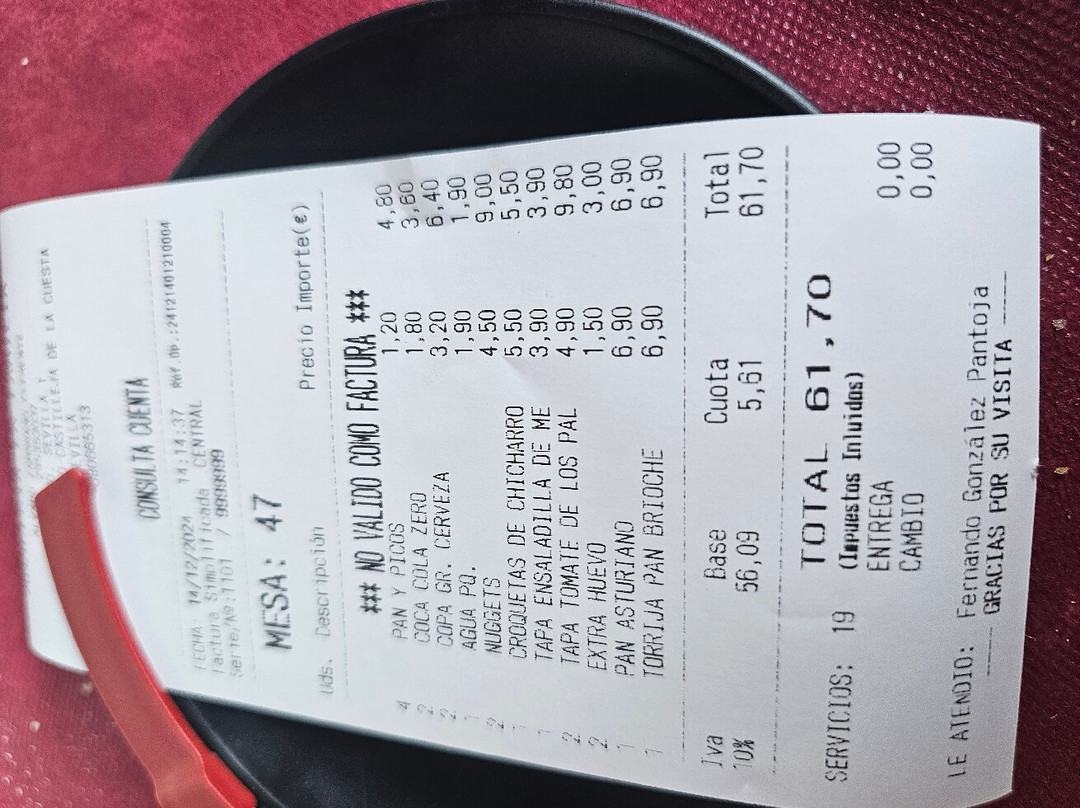 SEVILLA Y
CASTILLEJA DE LA CUESTA
VILLA
CONSULTA CUENTA
FECHA 14/12/2024 14:14:37 Ref.Op.:24121401210004
Factura Simplificada CENTRAL
Serie/Nº:1101 / 9999999
MESA: 47
Uds. Descripción Precio Importe(€)
*** NO VALIDO COMO FACTURA ***
4 PAN Y PICOS 1,20 4,80
2 COCA COLA ZERO 1,80 3,60
2 COPA GR. CERVEZA 3,20 6,40
1 AGUA PQ. 1,90 1,90
2 NUGGETS 4,50 9,00
1 CROQUETAS DE CHICHARRO 5,50 5,50
1 TAPA ENSALADILLA DE ME 3,90 3,90
2 TAPA TOMATE DE LOS PAL 4,90 9,80
2 EXTRA HUEVO 1,50 3,00
1 PAN ASTURIANO 6,90 6,90
1 TORRIJA PAN BRIOCHE 6,90 6,90
Iva Base Cuota Total
10% 56,09 5,61 61,70
TOTAL 61,70
SERVICIOS: 19 (Impuestos Inluidos)
ENTREGA 0,00
CAMBIO 0,00
LE ATENDIO: Fernando González Pantoja
GRACIAS POR SU VISITA